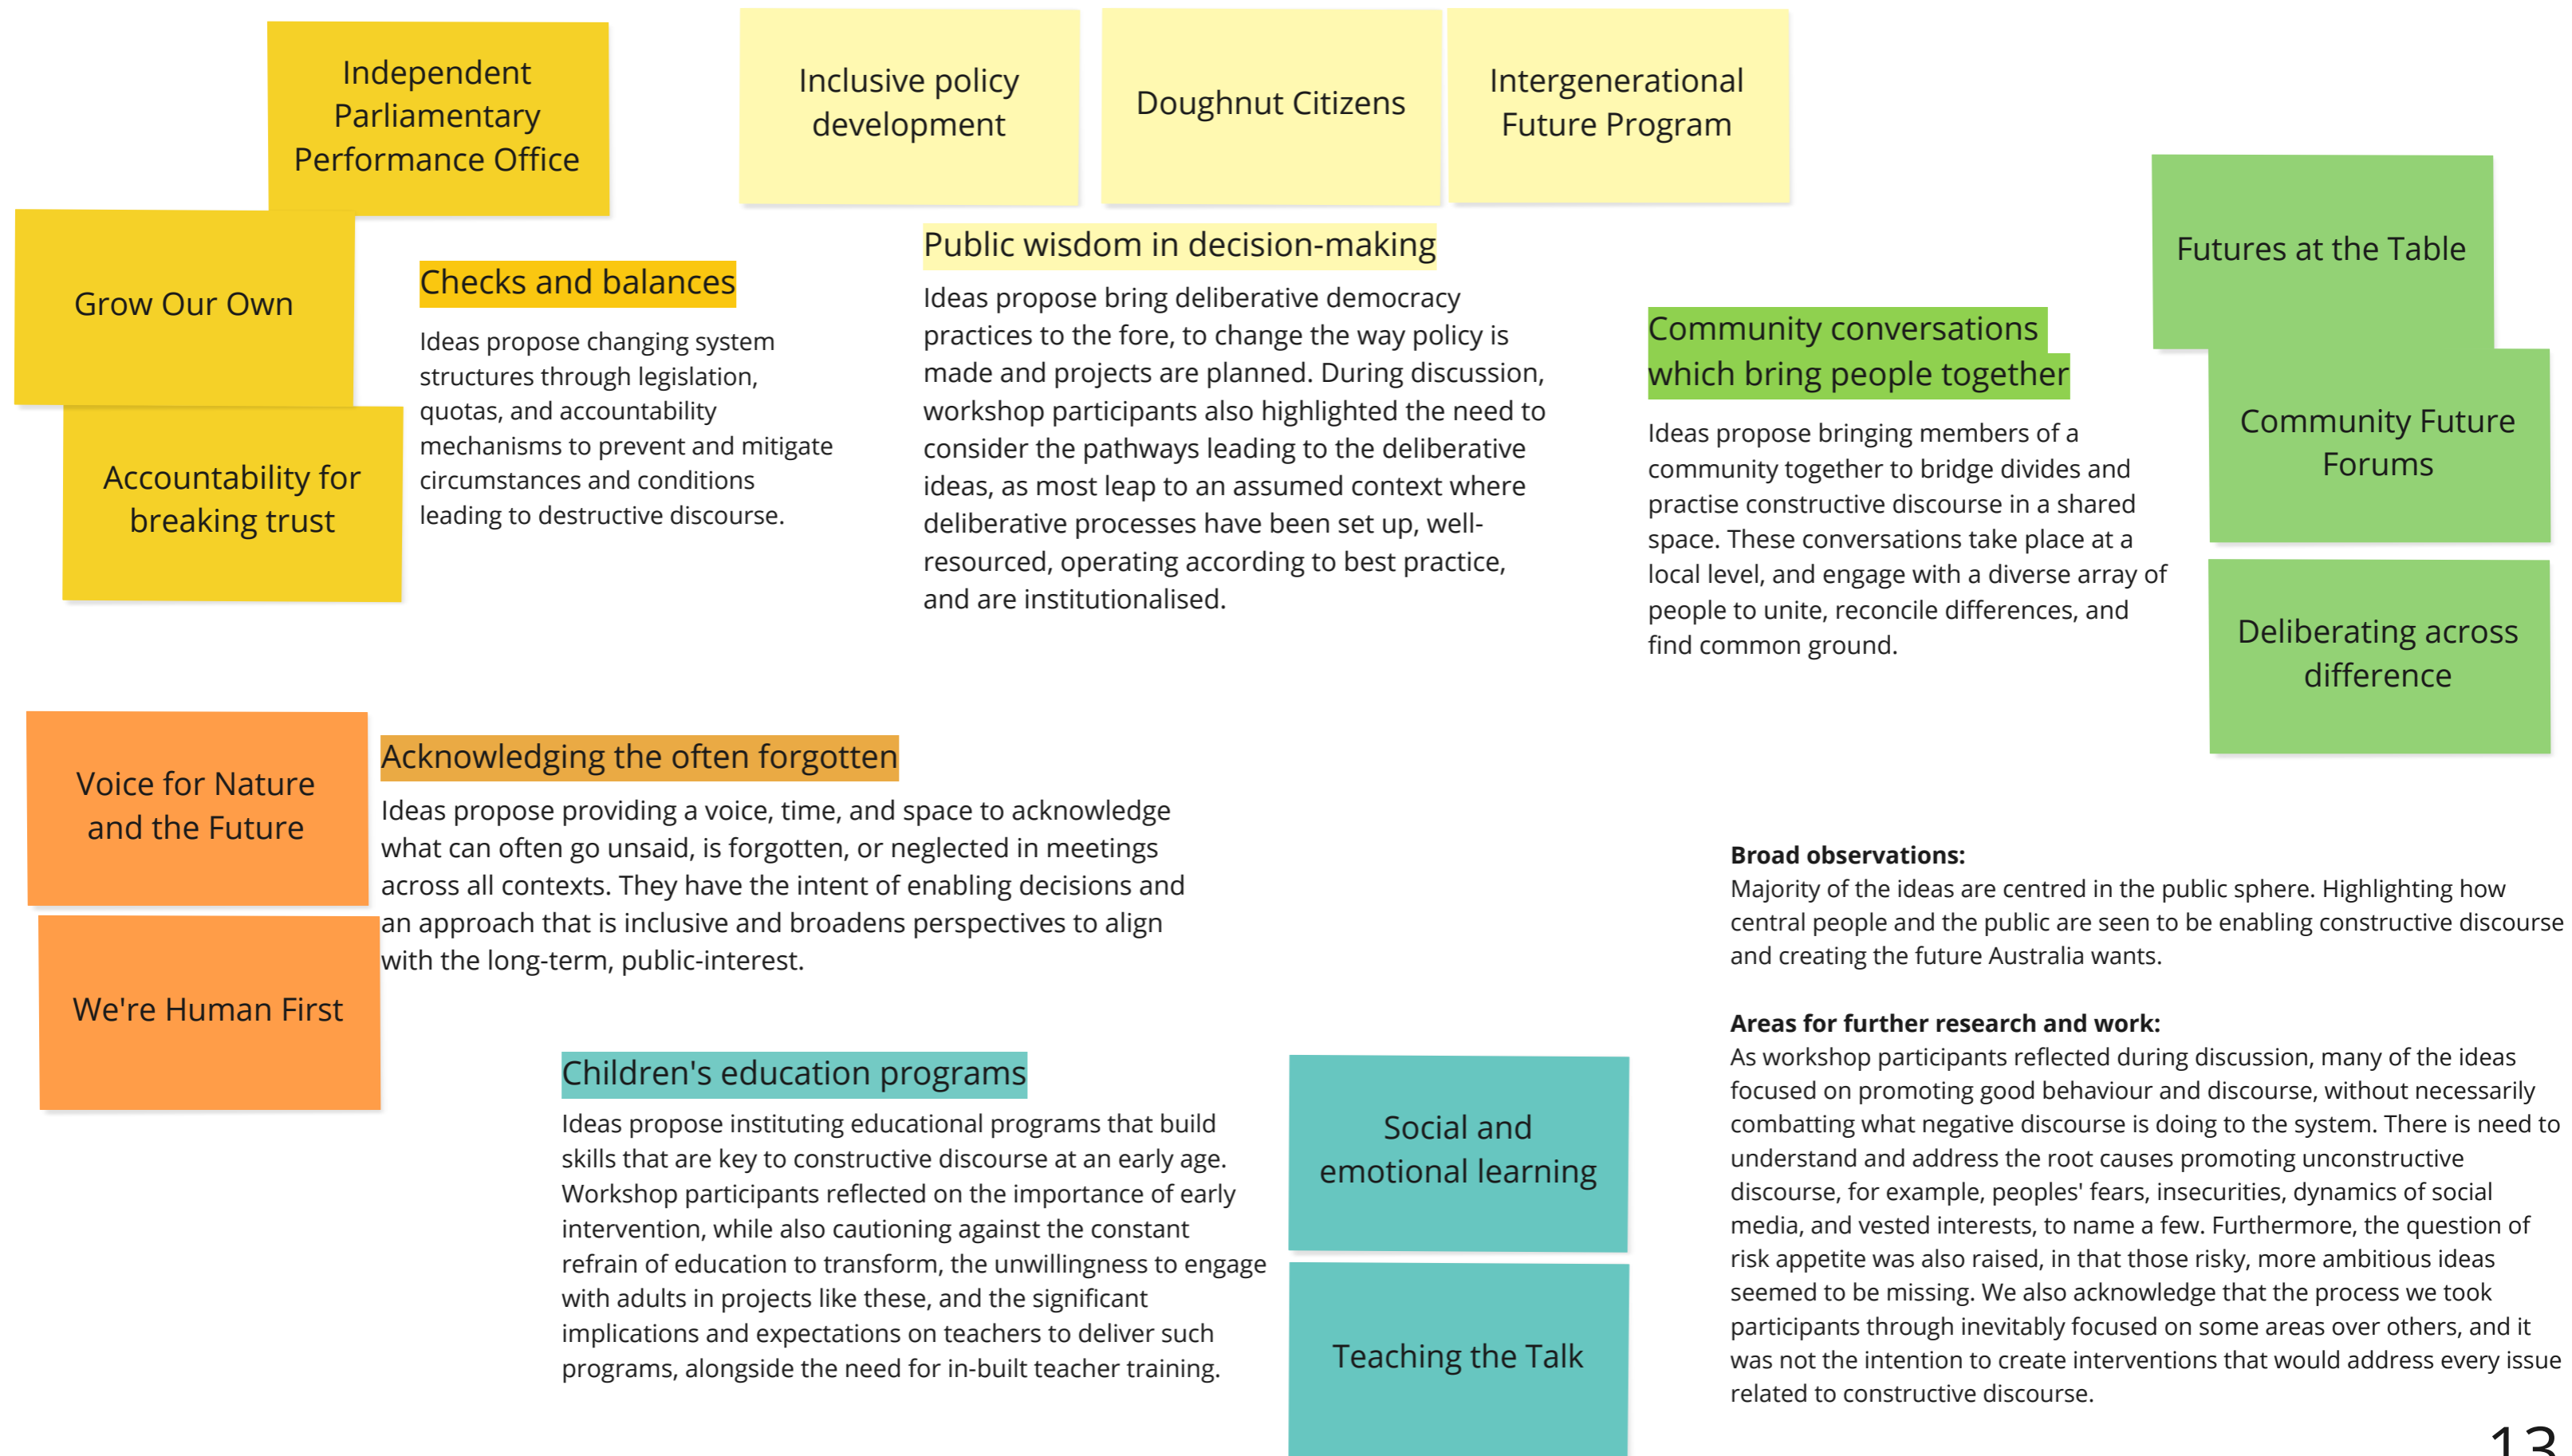 Independent
Parliamentary
Performance Office
Grow Our Own
Accountability for
breaking trust
Checks and balances
Ideas propose changing system
structures through legislation,
quotas, and accountability
mechanisms to prevent and mitigate
circumstances and conditions
leading to destructive discourse.
Inclusive policy
development
Doughnut Citizens
Intergenerational
Future Program
Public wisdom in decision-making
Ideas propose bring deliberative democracy
practices to the fore, to change the way policy is
made and projects are planned. During discussion,
workshop participants also highlighted the need to
consider the pathways leading to the deliberative
ideas, as most leap to an assumed context where
deliberative processes have been set up, well-
resourced, operating according to best practice,
and are institutionalised.
Community conversations
which bring people together
Ideas propose bringing members of a
community together to bridge divides and
practise constructive discourse in a shared
space. These conversations take place at a
local level, and engage with a diverse array of
people to unite, reconcile differences, and
find common ground.
Futures at the Table
Community Future
Forums
Deliberating across
difference
Voice for Nature
and the Future
We're Human First
Acknowledging the often forgotten
Ideas propose providing a voice, time, and space to acknowledge
what can often go unsaid, is forgotten, or neglected in meetings
across all contexts. They have the intent of enabling decisions and
an approach that is inclusive and broadens perspectives to align
with the long-term, public-interest.
Children's education programs
Ideas propose instituting educational programs that build
skills that are key to constructive discourse at an early age.
Workshop participants reflected on the importance of early
intervention, while also cautioning against the constant
refrain of education to transform, the unwillingness to engage
with adults in projects like these, and the significant
implications and expectations on teachers to deliver such
programs, alongside the need for in-built teacher training.
Social and
emotional learning
Teaching the Talk
Broad observations:
Majority of the ideas are centred in the public sphere. Highlighting how
central people and the public are seen to be enabling constructive discourse
and creating the future Australia wants.
Areas for further research and work:
As workshop participants reflected during discussion, many of the ideas
focused on promoting good behaviour and discourse, without necessarily
combatting what negative discourse is doing to the system. There is need to
understand and address the root causes promoting unconstructive
discourse, for example, peoples' fears, insecurities, dynamics of social
media, and vested interests, to name a few. Furthermore, the question of
risk appetite was also raised, in that those risky, more ambitious ideas
seemed to be missing. We also acknowledge that the process we took
participants through inevitably focused on some areas over others, and it
was not the intention to create interventions that would address every issue
related to constructive discourse.
13